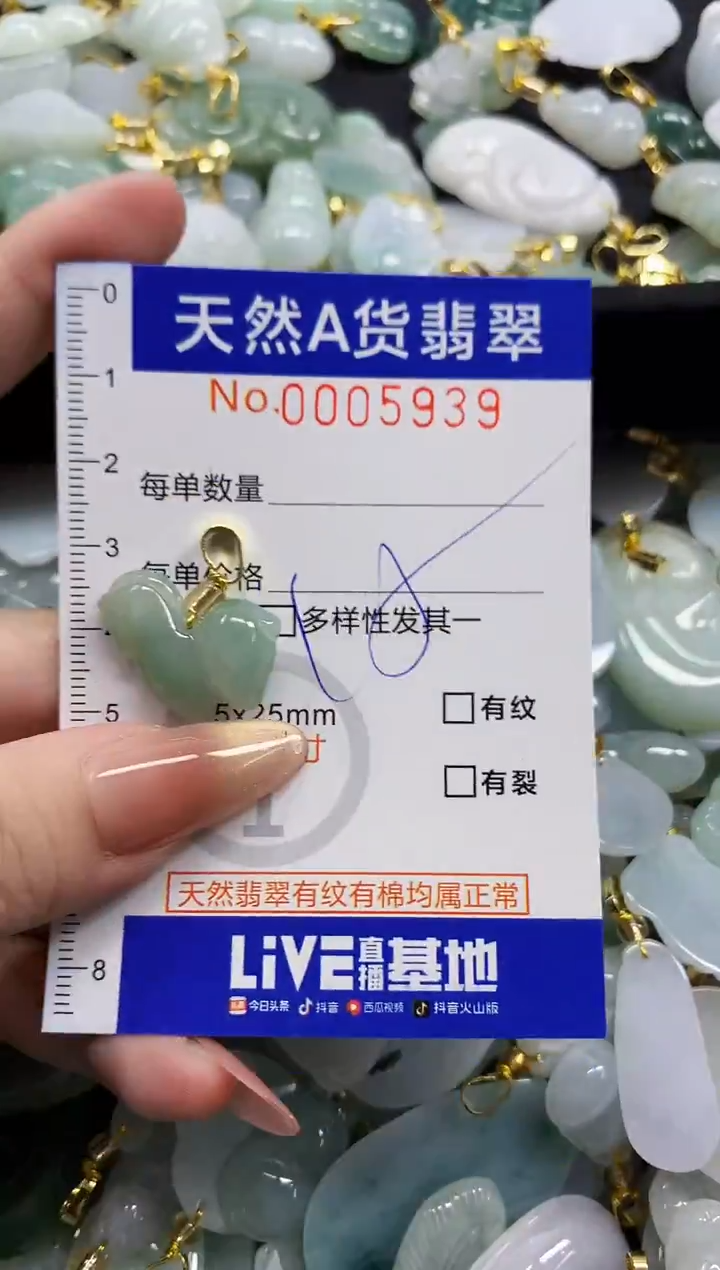 0
天然A货翡翠
1
No.0005939
2
每单数量
3
每单价格
多样性发其一
5
5x25mm
有纹
寸
有裂
1
天然翡翠有纹有棉均属正常
8
LiVE直播基地
今日头条 抖音 西瓜视频 抖音火山版